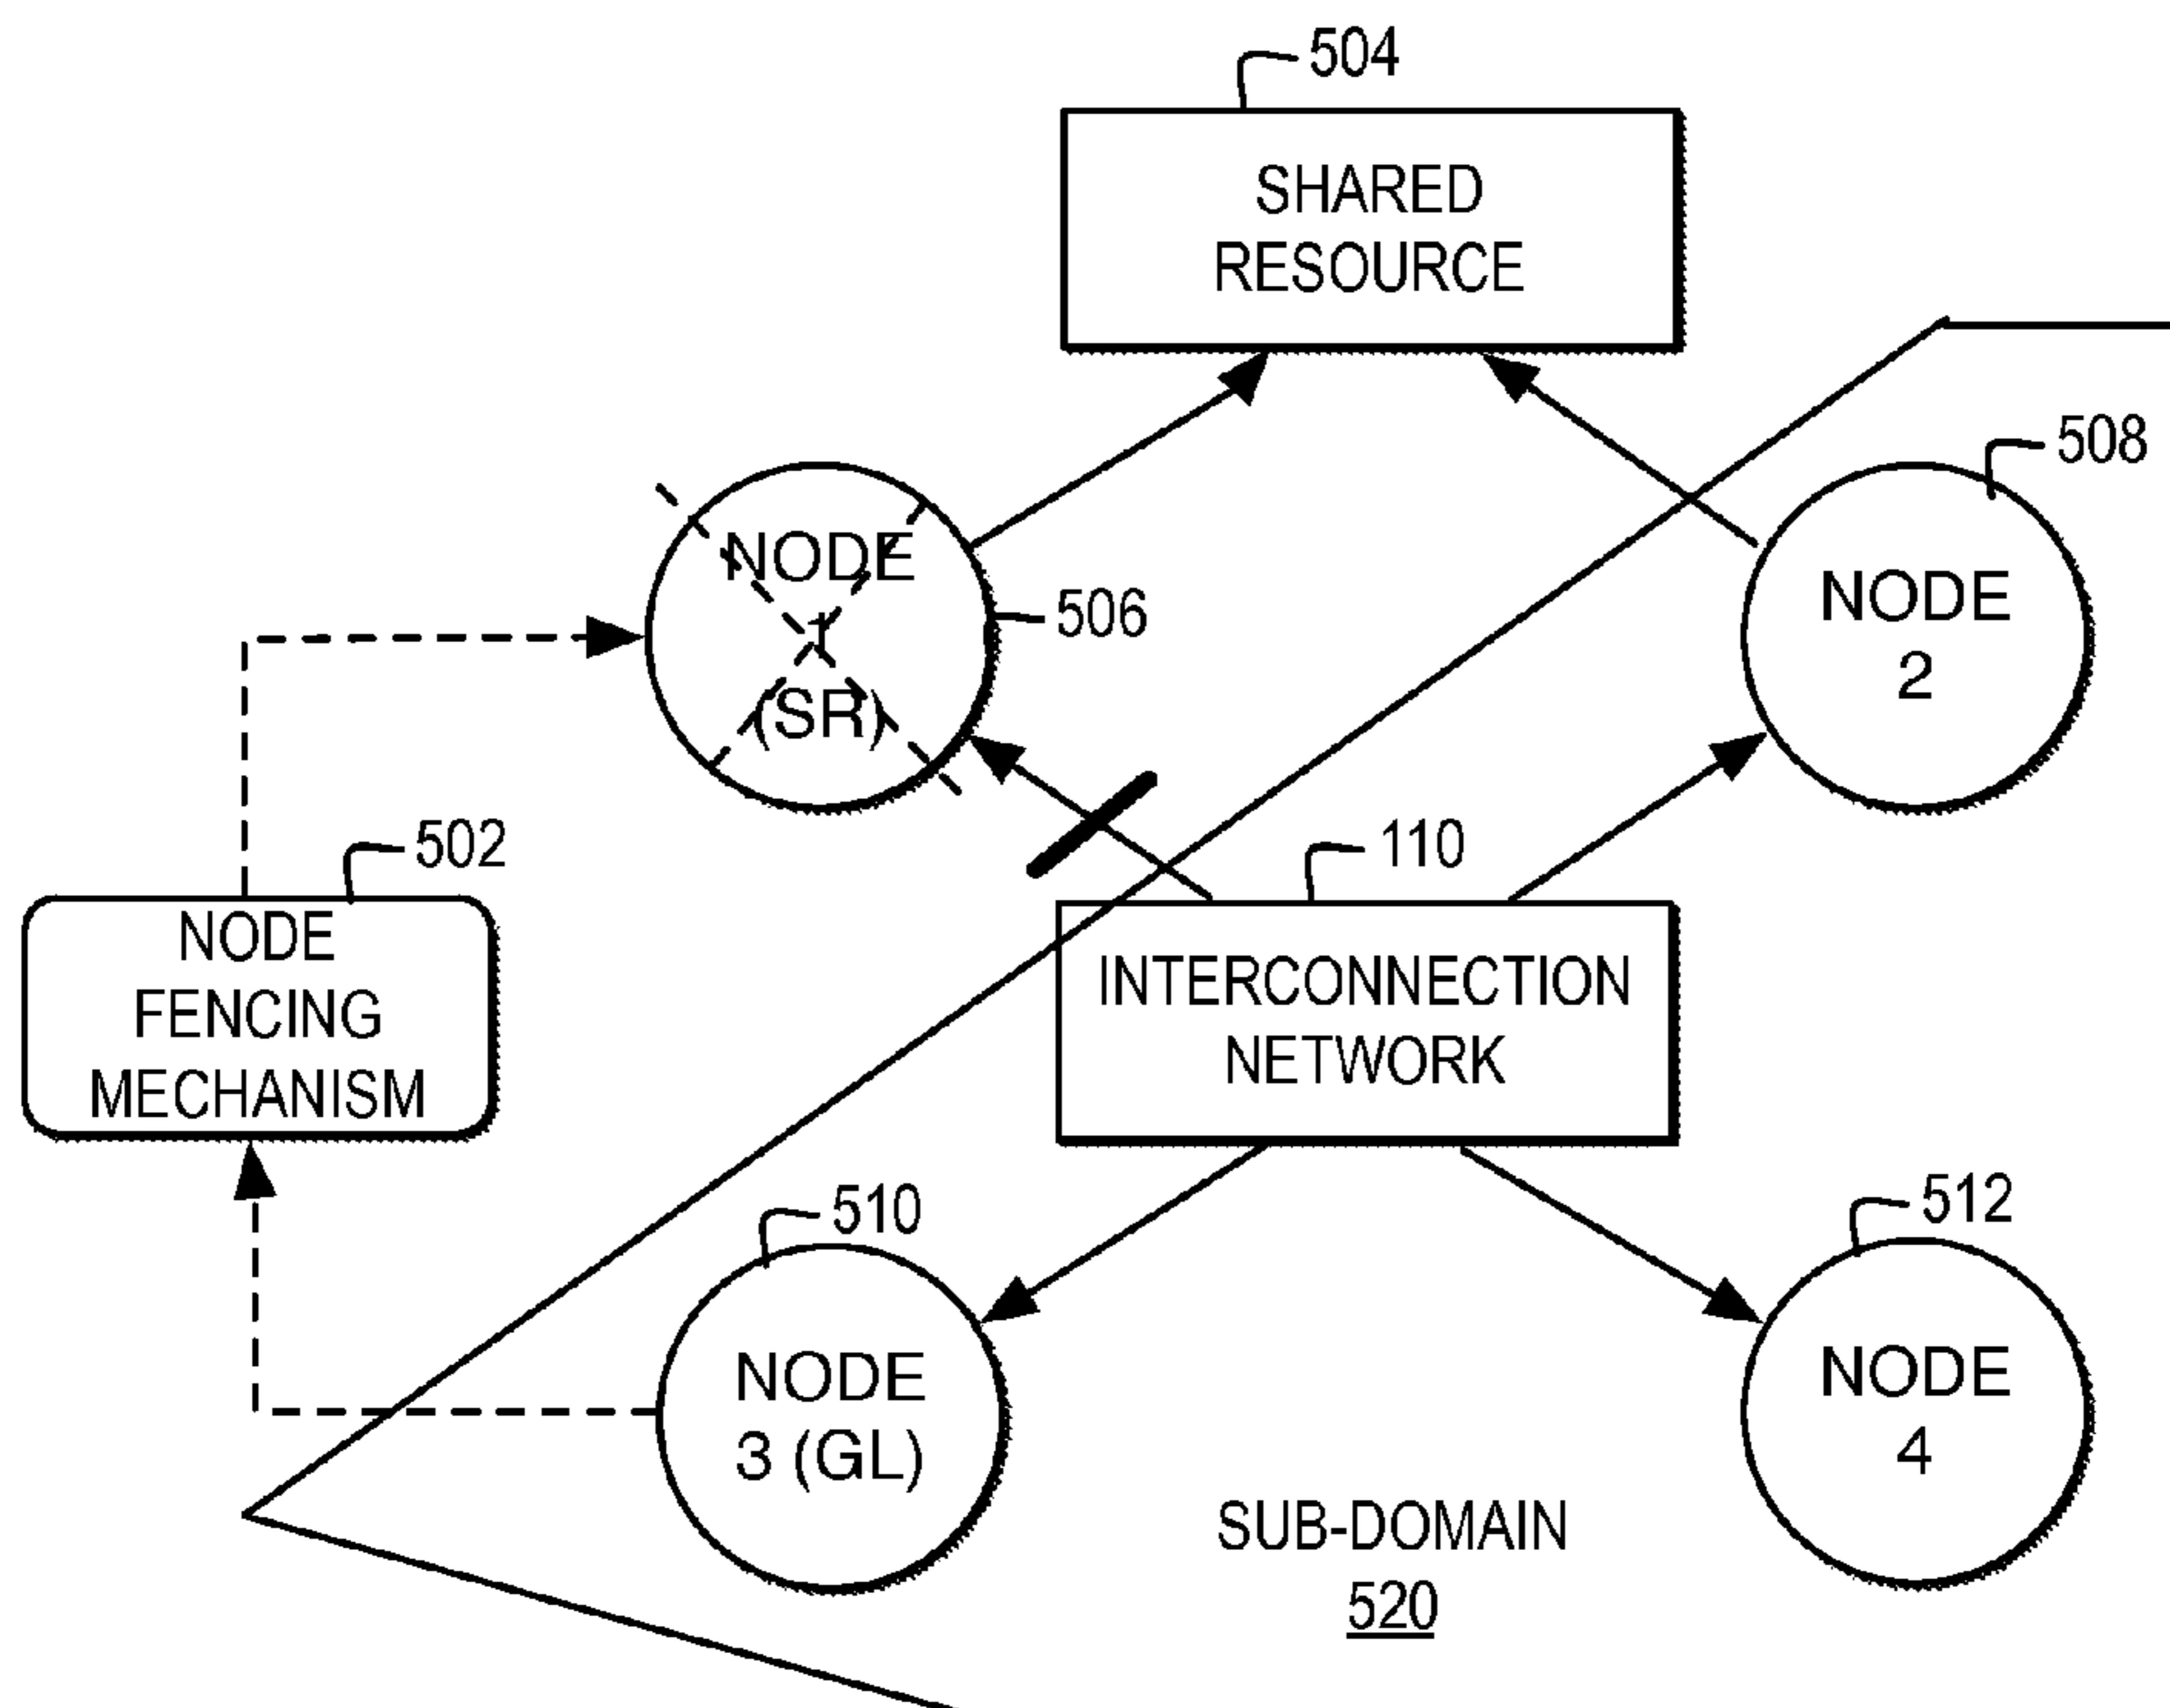 504
SHARED
RESOURCE
508
NODE
1
(SR)
506
NODE
2
502
NODE
FENCING
MECHANISM
110
INTERCONNECTION
NETWORK
510
NODE
3 (GL)
512
NODE
4
SUB-DOMAIN
520